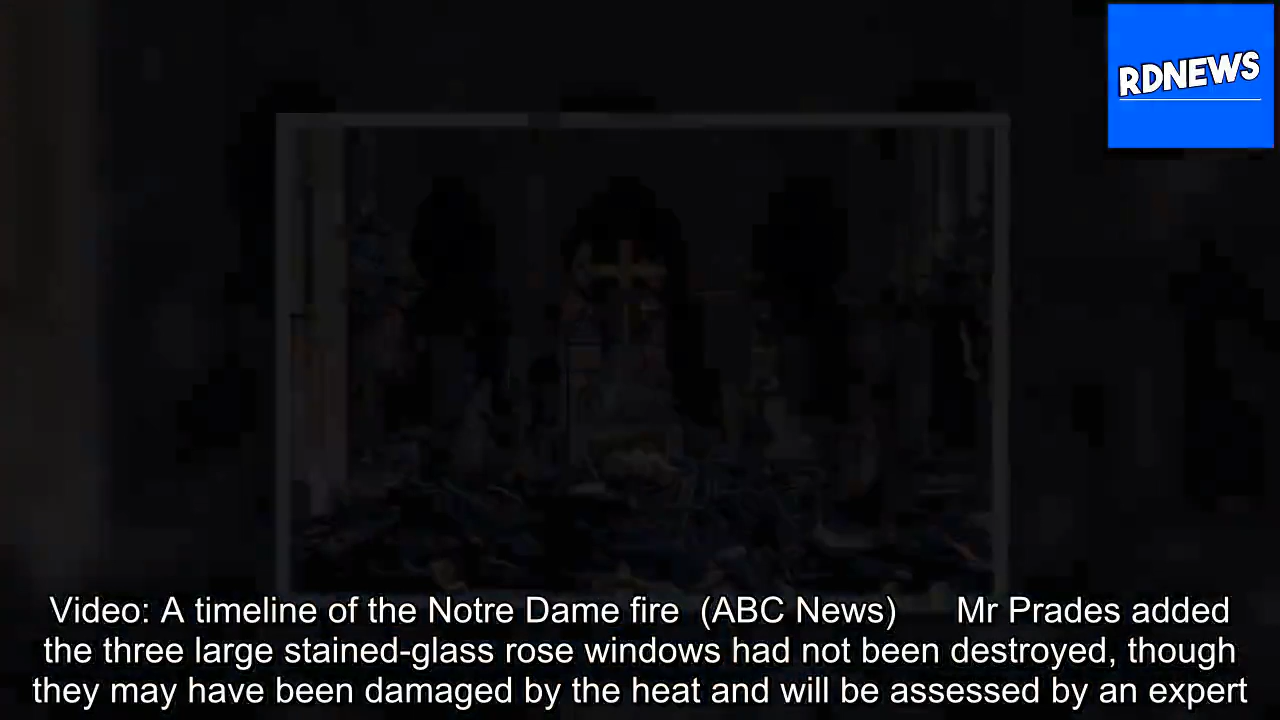 RDNEWS
Video: A timeline of the Notre Dame fire (ABC News) Mr Prades added
the three large stained-glass rose windows had not been destroyed, though
they may have been damaged by the heat and will be assessed by an expert